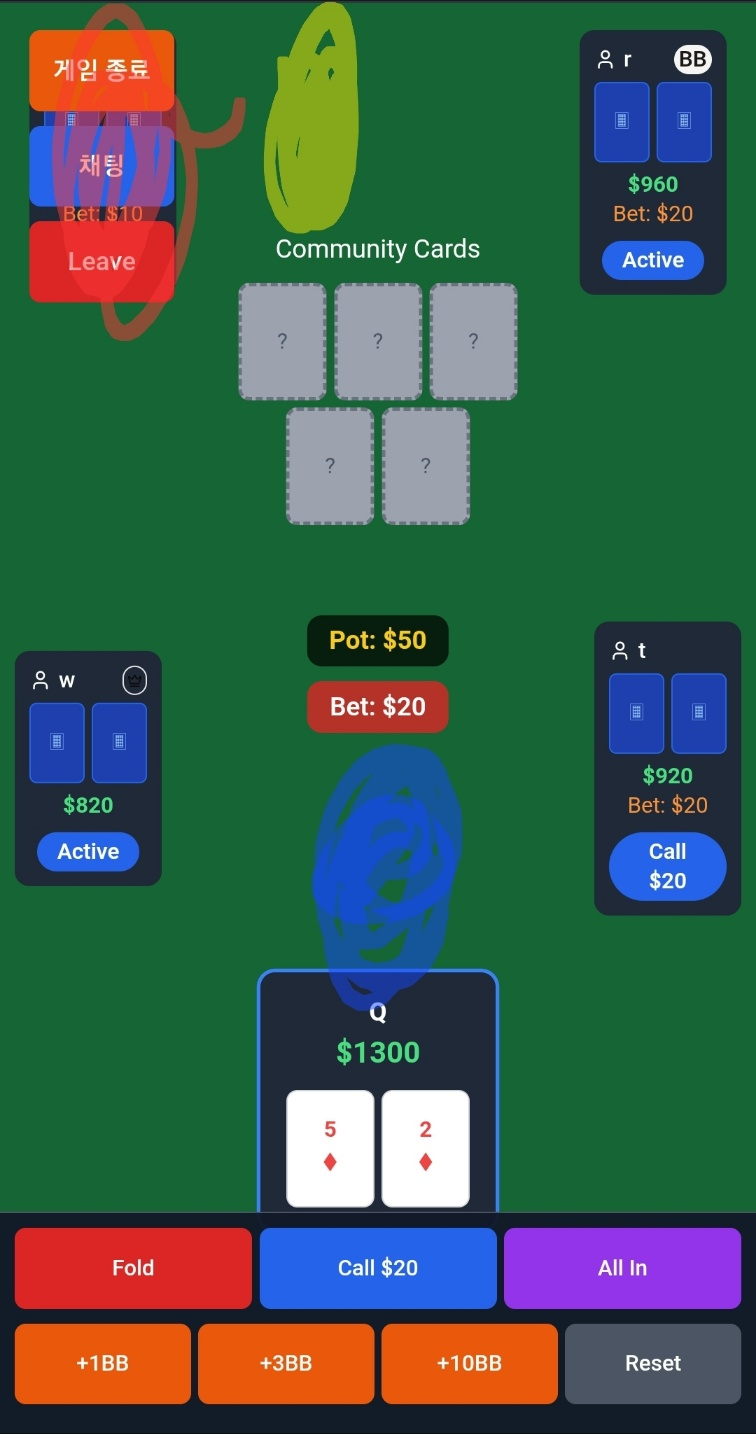 게임 종료
채팅
Bet: $10
Leave
r BB
$960
Bet: $20
Active
Community Cards
? ? ?
? ?
Pot: $50
Bet: $20
w
$820
Active
t
$920
Bet: $20
Call
$20
Q
$1300
5 2
♦ ♦
Fold Call $20 All In
+1BB +3BB +10BB Reset